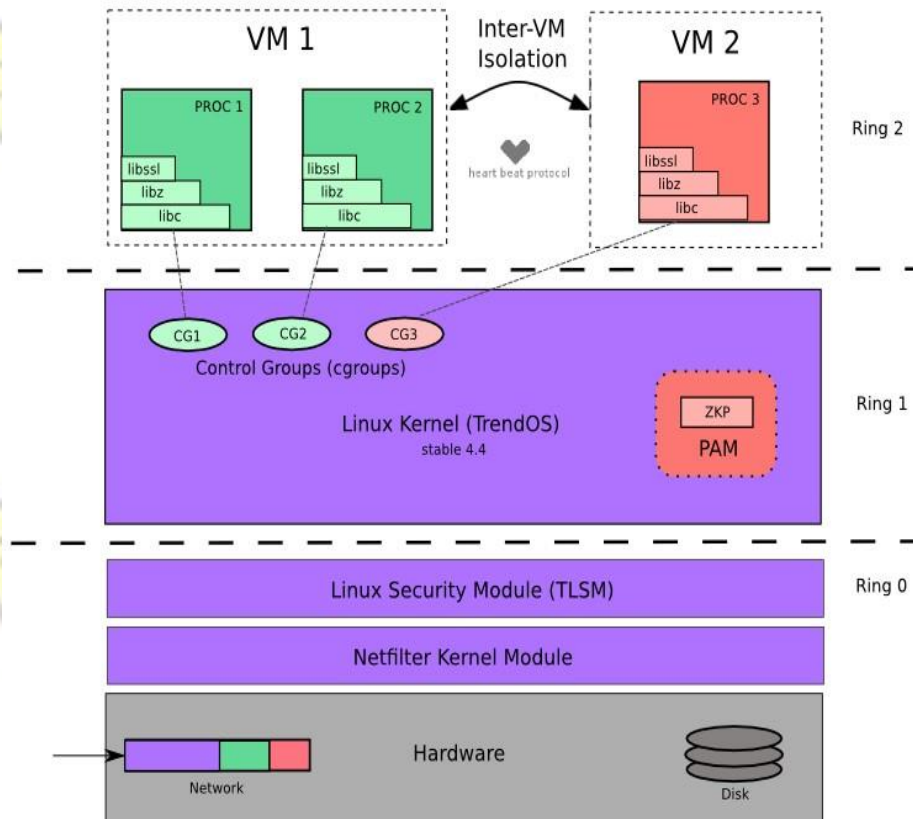 VM 1
Inter-VM
Isolation
VM 2
PROC 1
PROC 2
PROC 3
Ring 2
libssl
libz
libc
libssl
libz
libc
heart beat protocol
libssl
libz
libc
CG1
CG2
CG3
Control Groups (cgroups)
Linux Kernel (TrendOS)
stable 4.4
ZKP
PAM
Ring 1
Linux Security Module (TLSM)
Ring 0
Netfilter Kernel Module
Hardware
Network
Disk